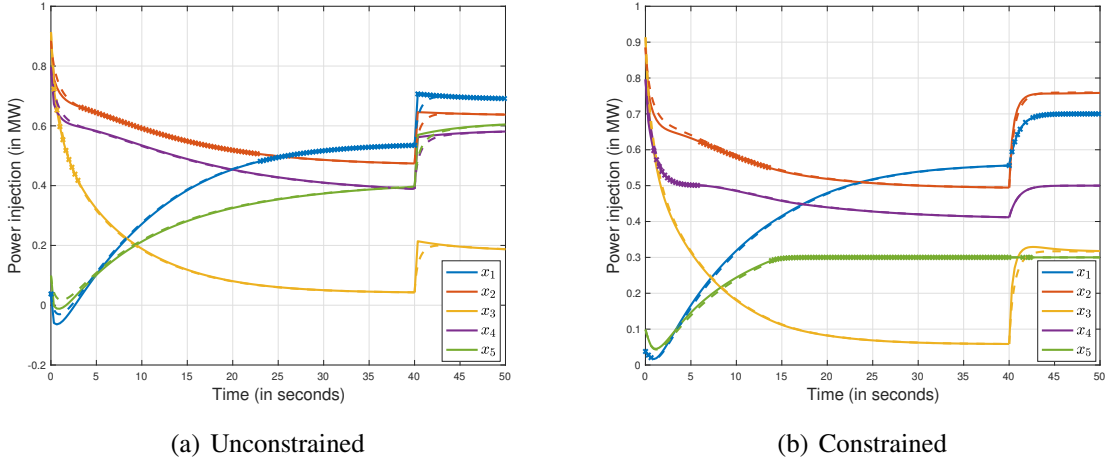 1
0.8
0.6
0.4
0.2
0
-0.2
Power injection (in MW)
0 5 10 15 20 25 30 35 40 45 50
Time (in seconds)
x1
x2
x3
x4
x5
(a) Unconstrained
1
0.9
0.8
0.7
0.6
0.5
0.4
0.3
0.2
0.1
0
Power injection (in MW)
0 5 10 15 20 25 30 35 40 45 50
Time (in seconds)
x1
x2
x3
x4
x5
(b) Constrained